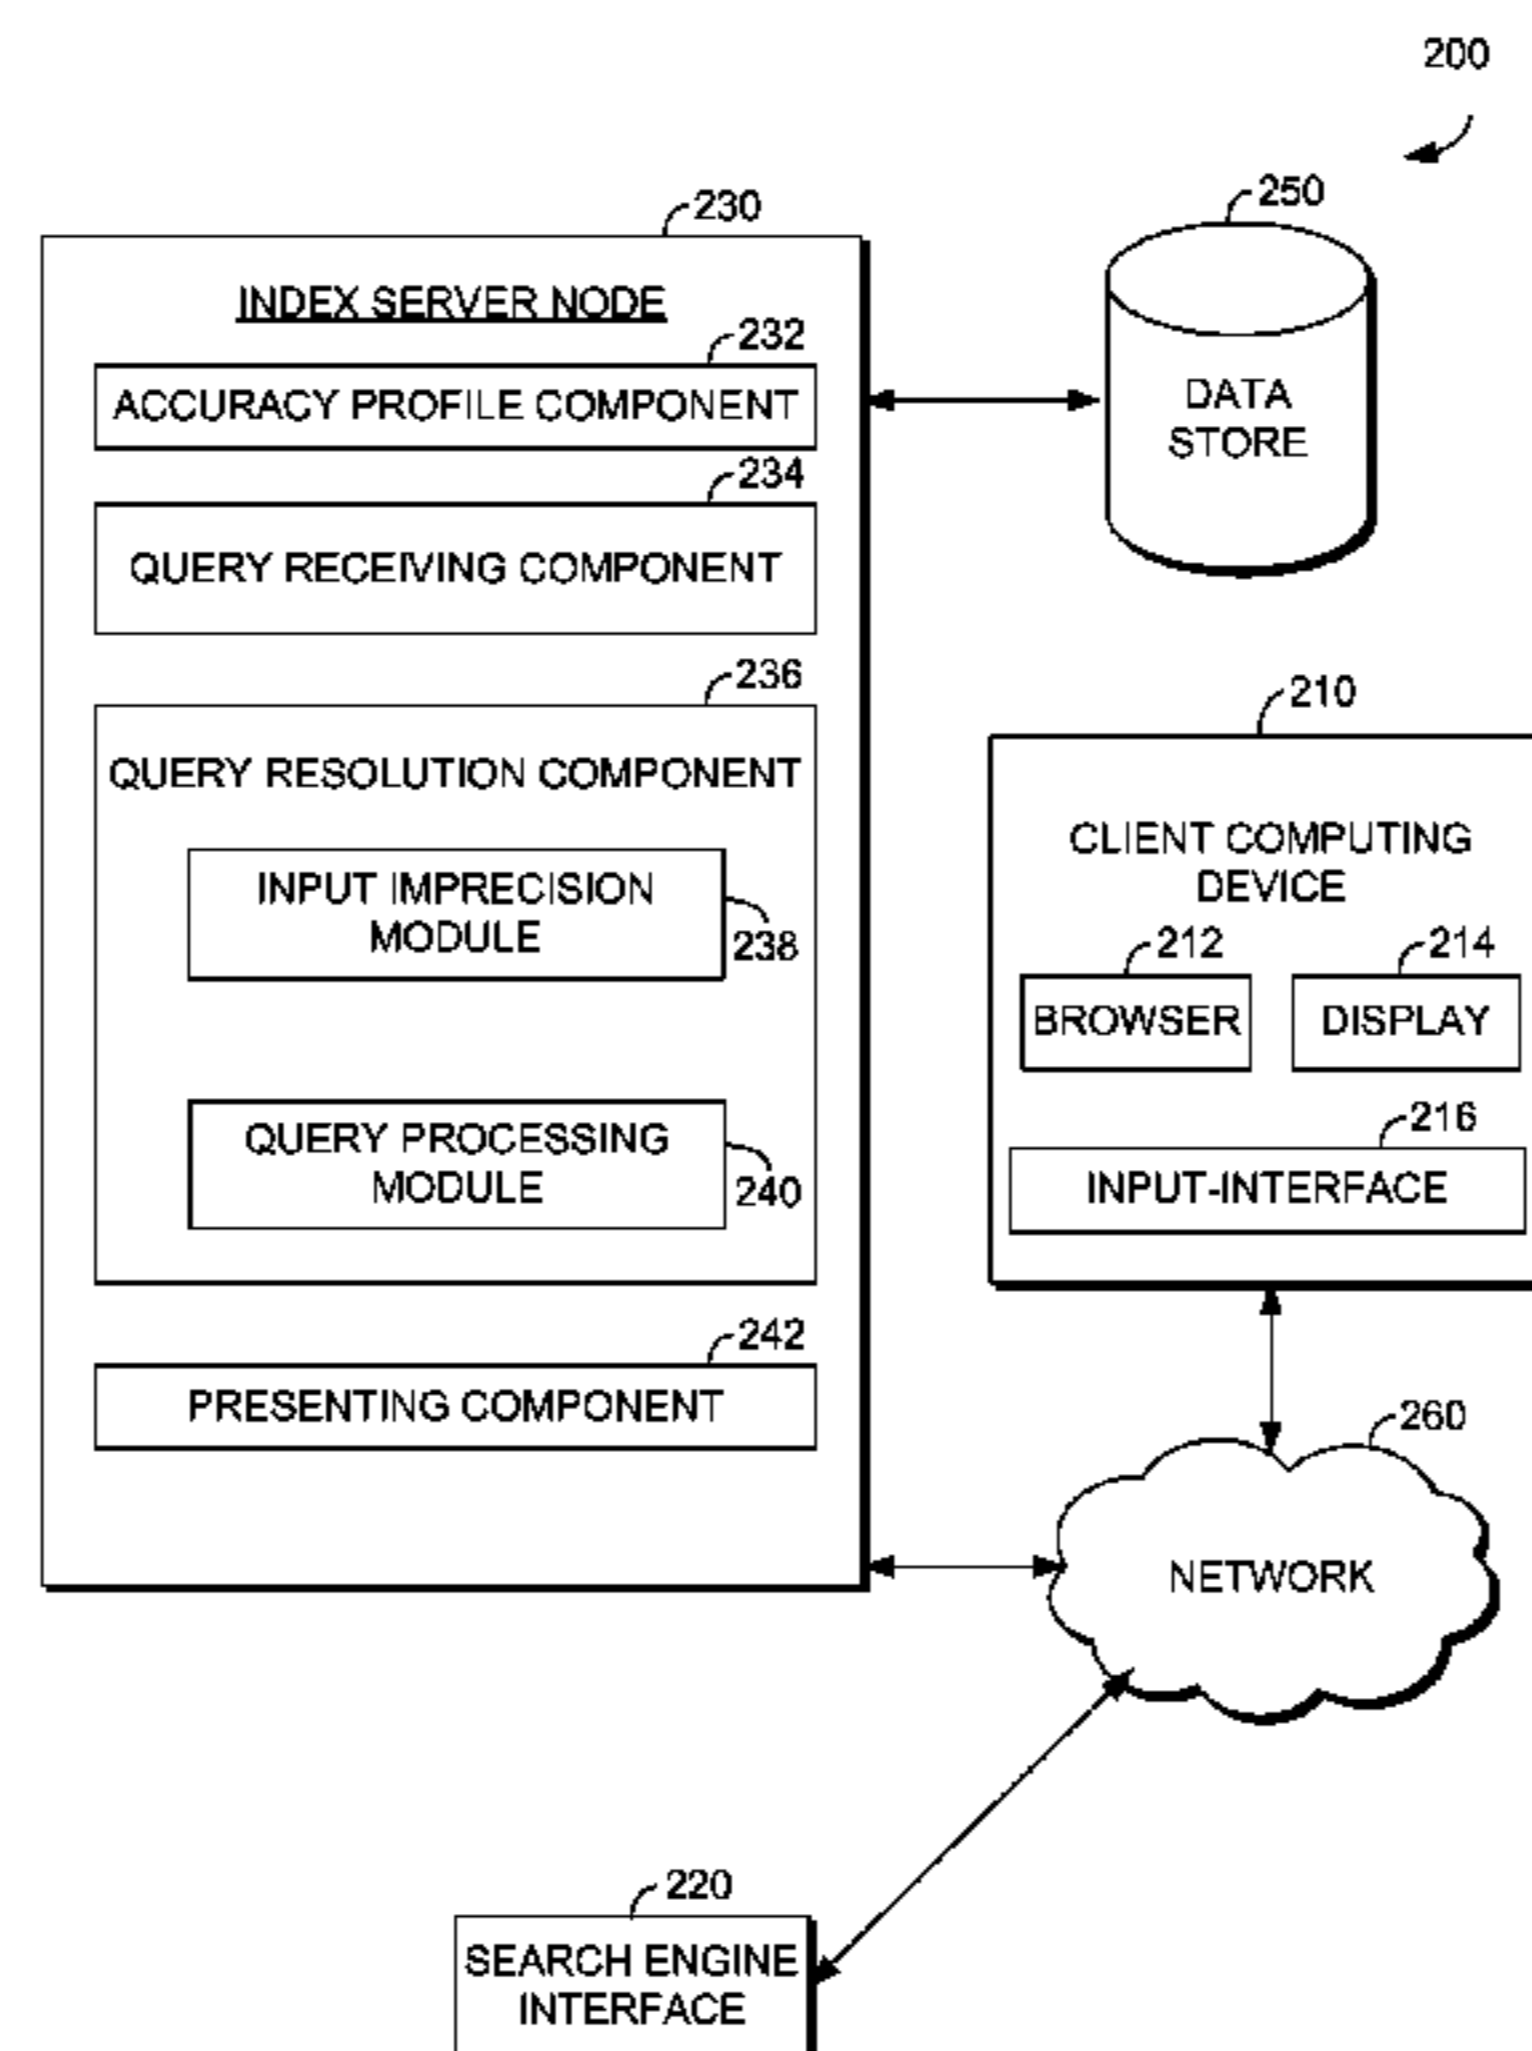 200
230
INDEX SERVER NODE
232
ACCURACY PROFILE COMPONENT
234
QUERY RECEIVING COMPONENT
236
QUERY RESOLUTION COMPONENT
INPUT IMPRECISION
MODULE
238
QUERY PROCESSING
MODULE
240
242
PRESENTING COMPONENT
250
DATA
STORE
210
CLIENT COMPUTING
DEVICE
212
BROWSER
214
DISPLAY
216
INPUT-INTERFACE
260
NETWORK
220
SEARCH ENGINE
INTERFACE